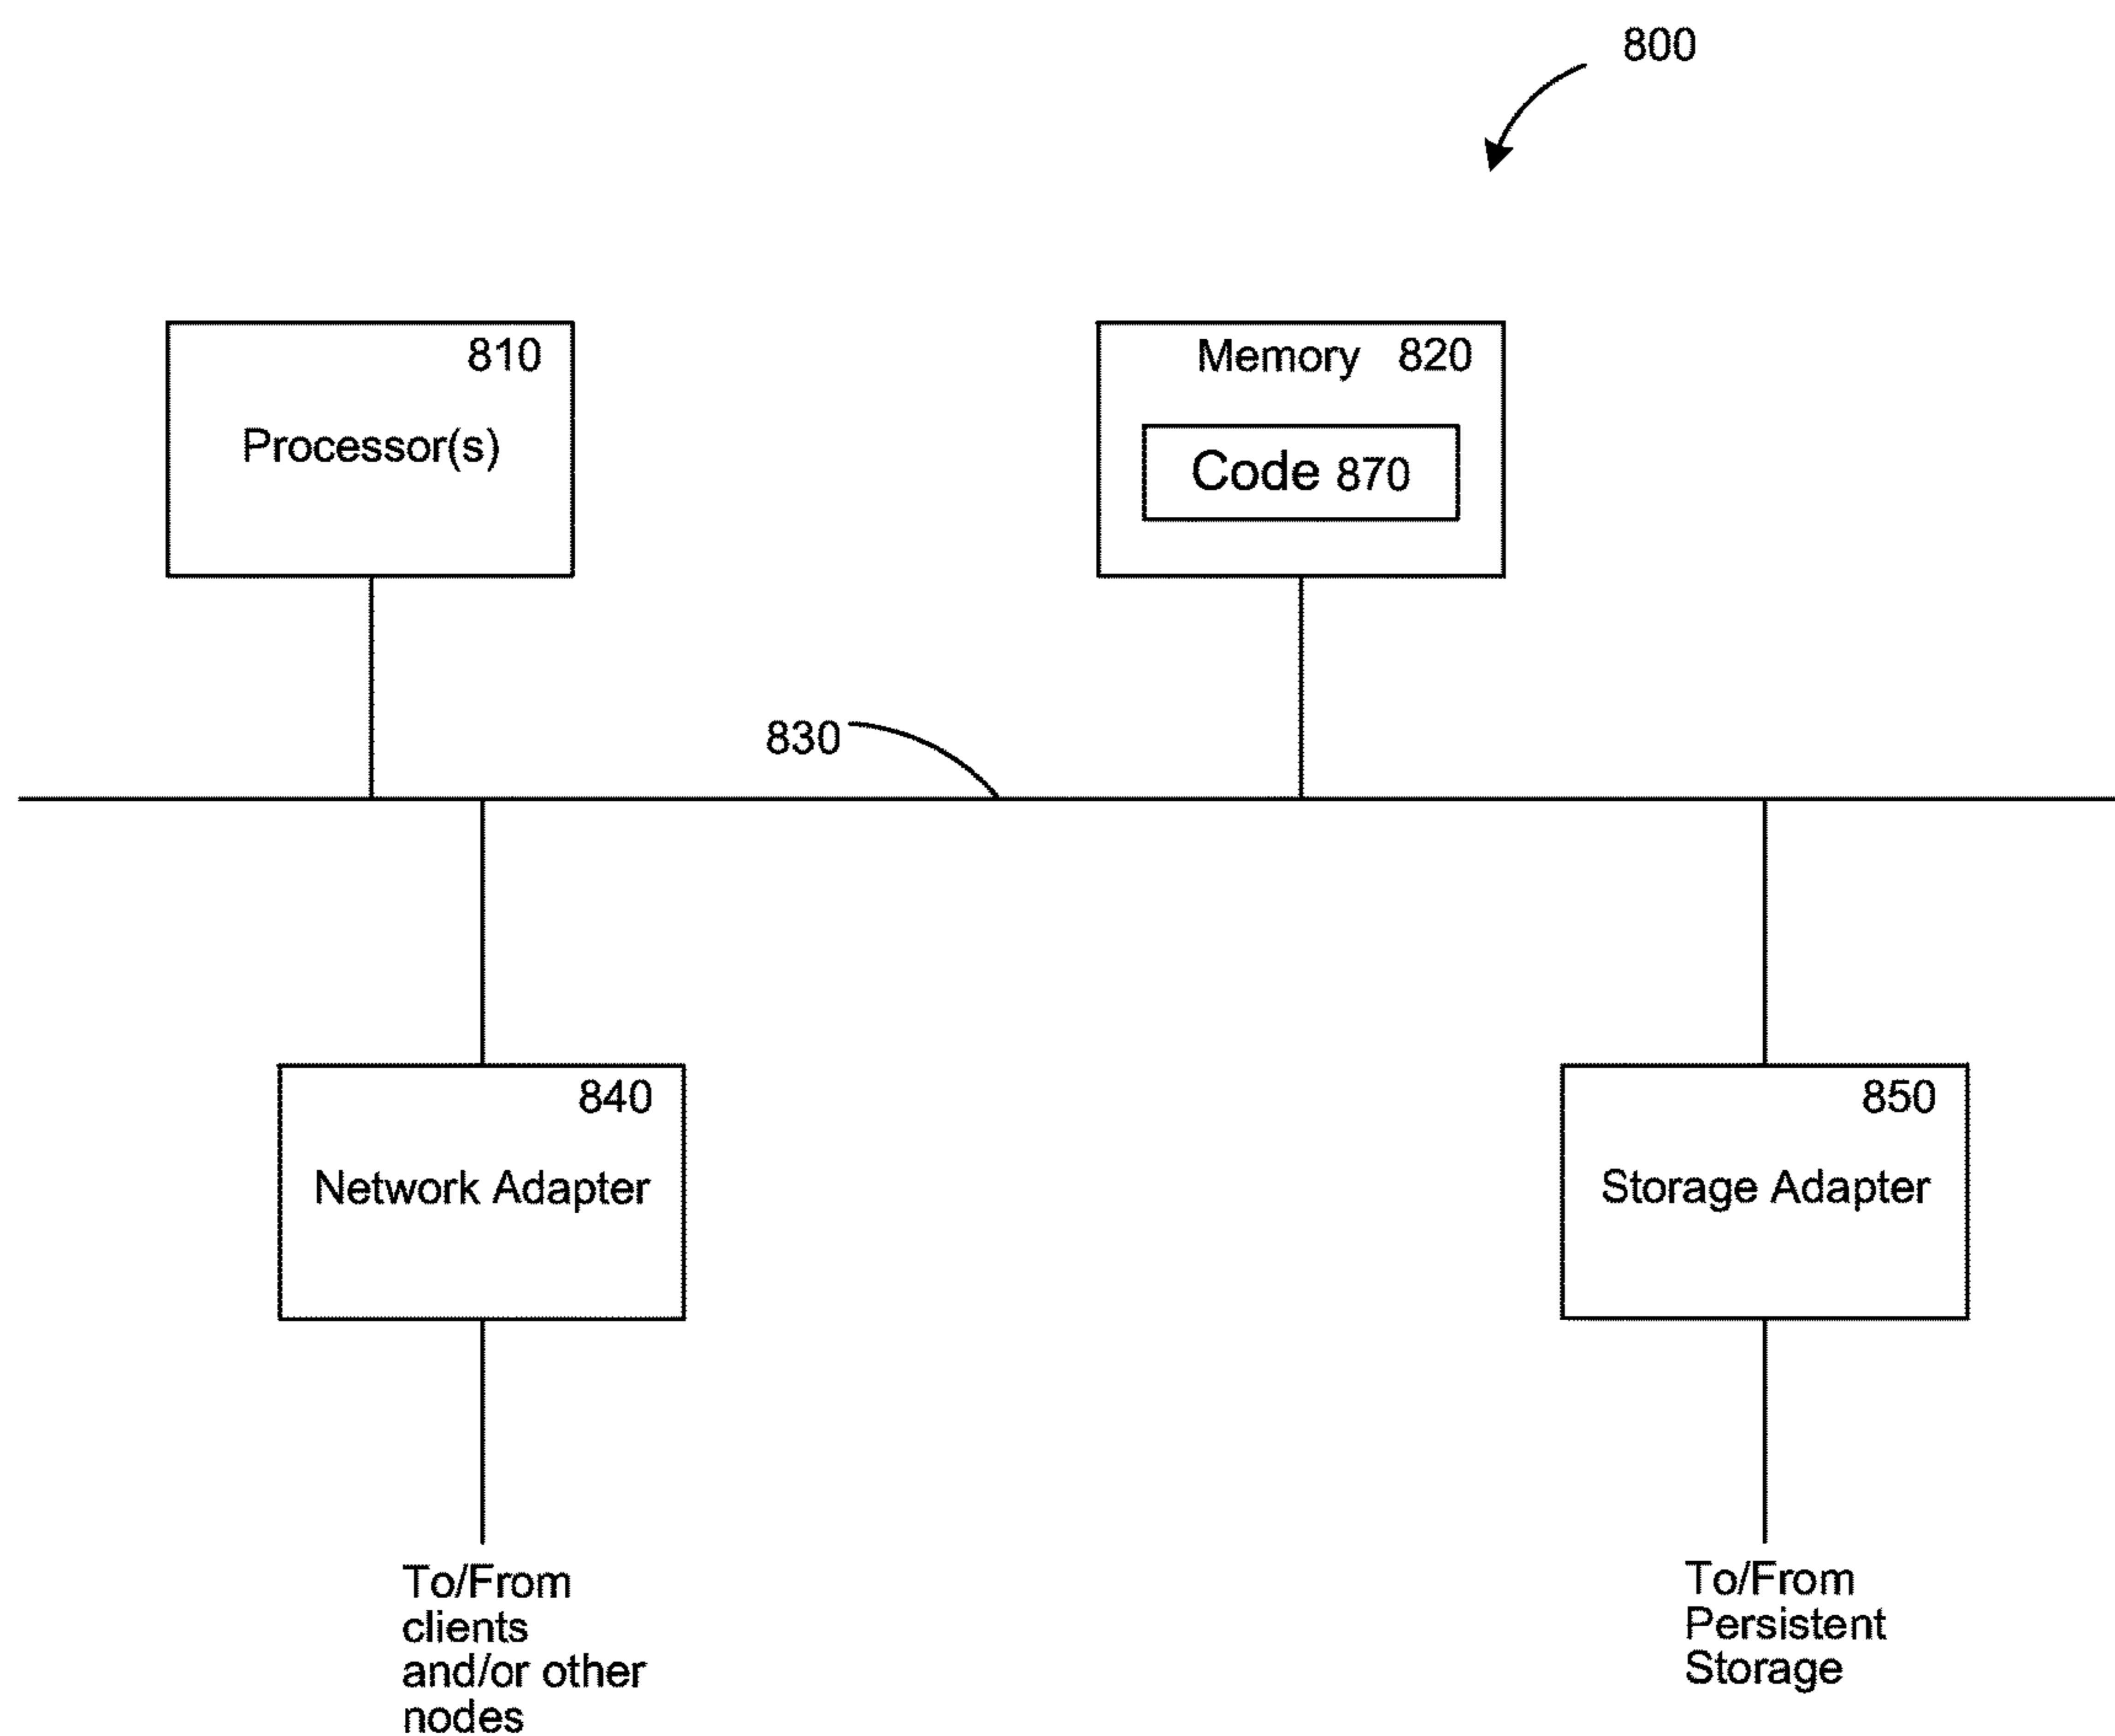 800
810
Processor(s)
Memory 820
Code 870
830
840
Network Adapter
850
Storage Adapter
To/From
clients
and/or other
nodes
To/From
Persistent
Storage